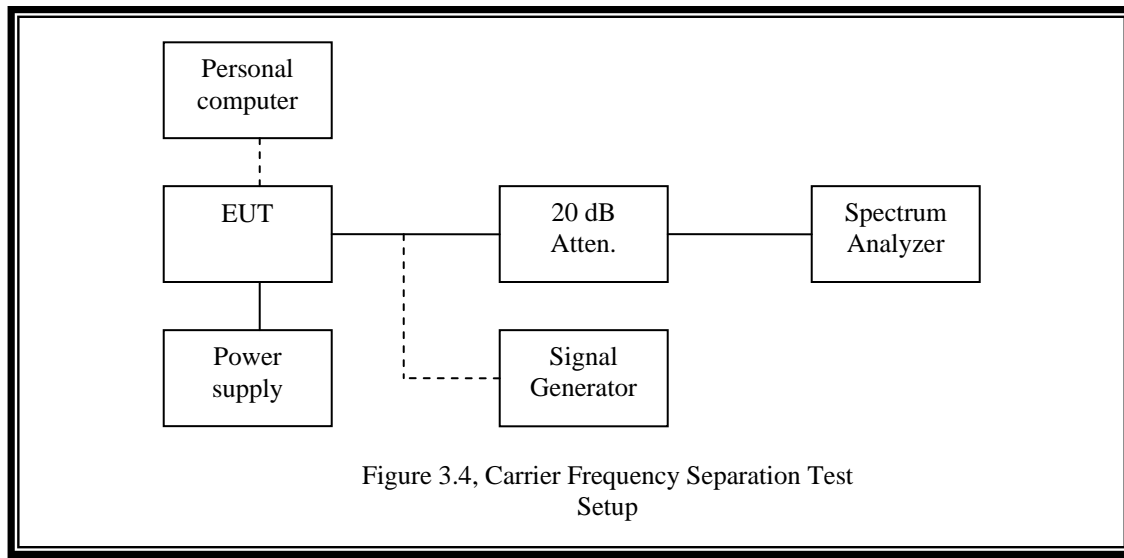 Personal
computer
EUT
20 dB
Atten.
Spectrum
Analyzer
Power
supply
Signal
Generator
Figure 3.4, Carrier Frequency Separation Test
Setup